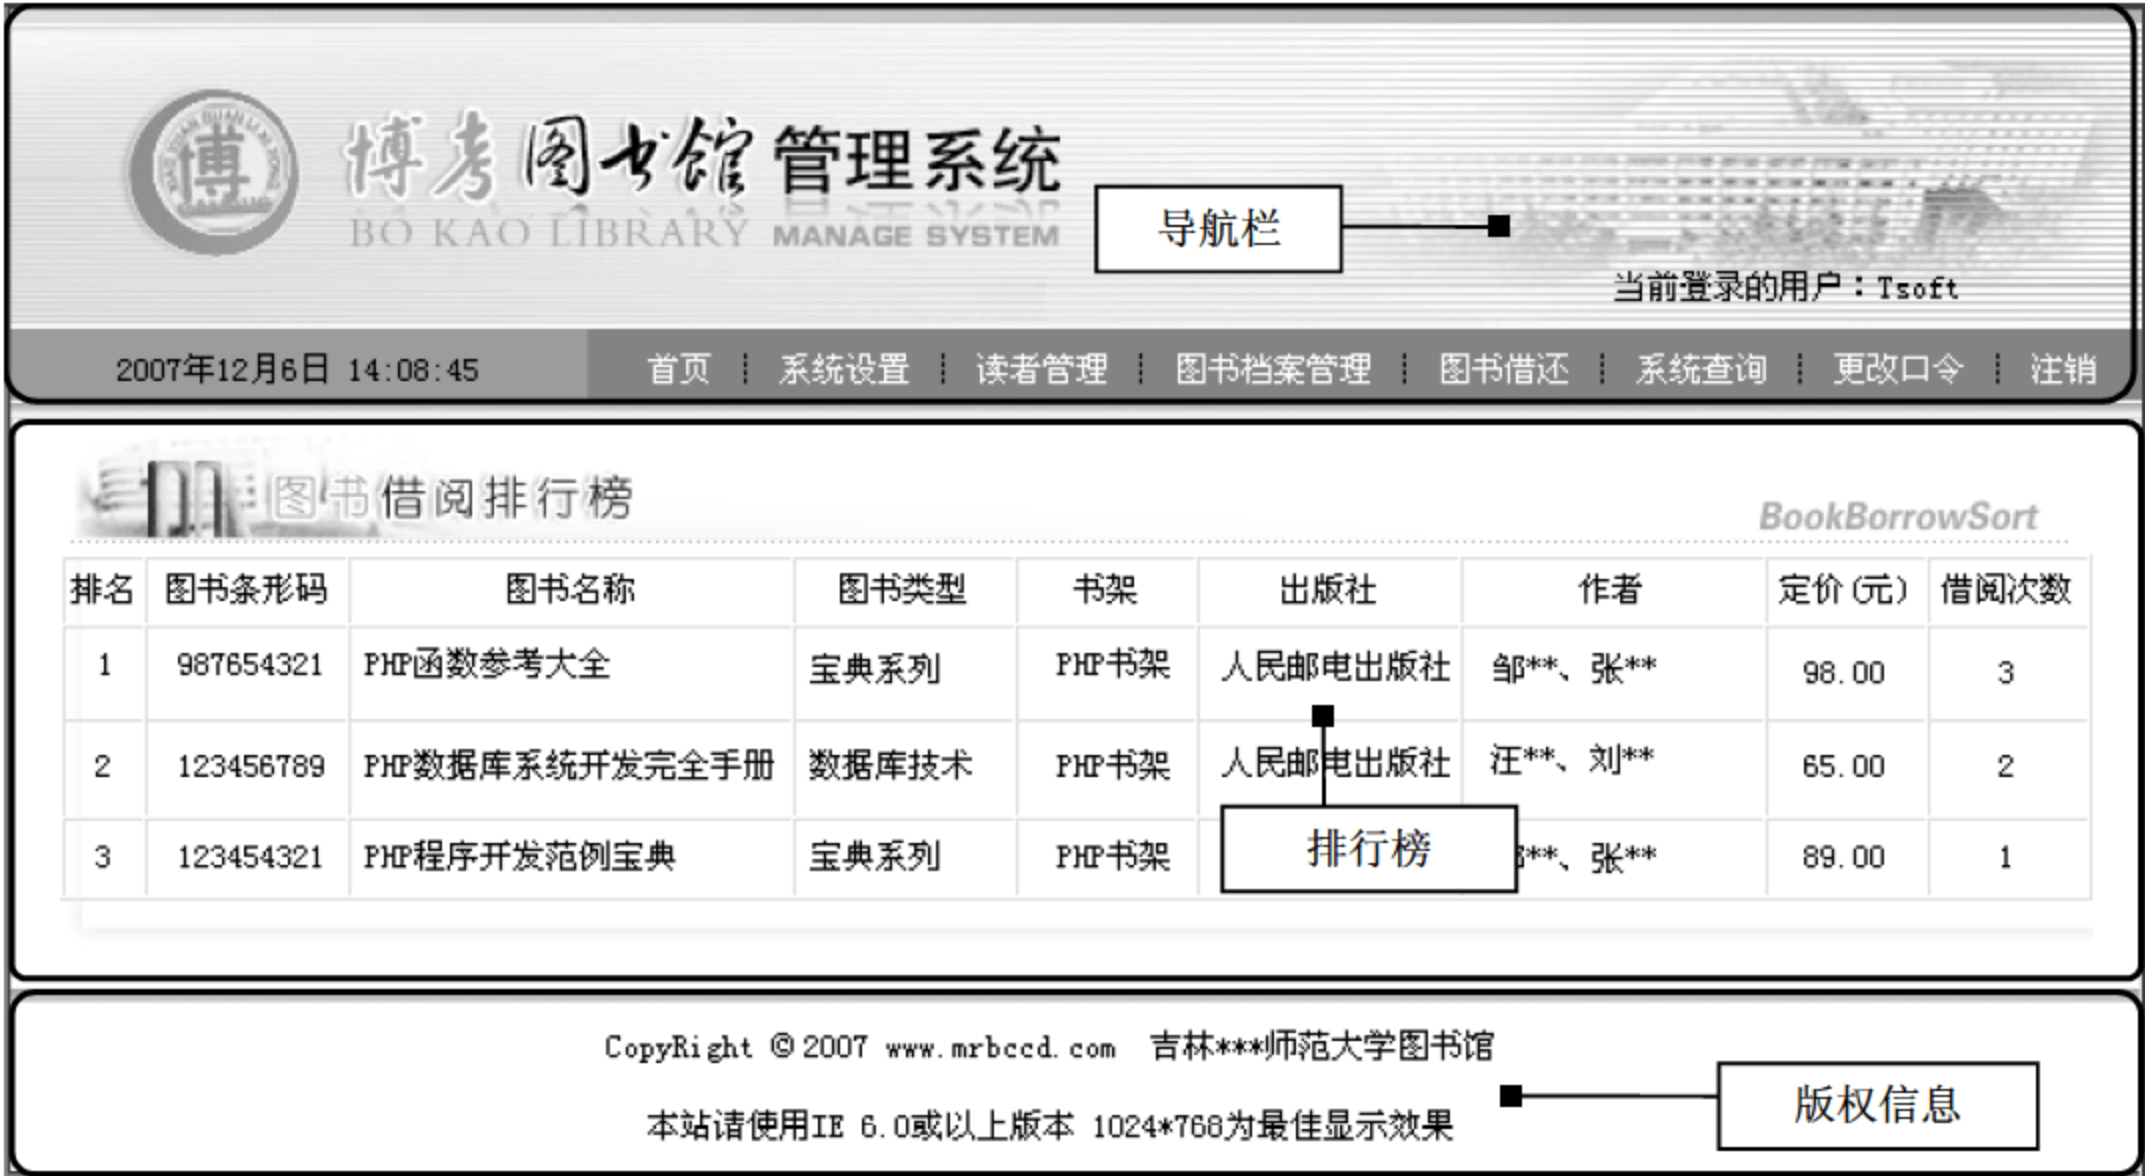 博考图书馆管理系统
BO KAO LIBRARY MANAGE SYSTEM
博
导航栏
当前登录的用户：Tsoft
2007年12月6日 14:08:45 首页 系统设置 读者管理 图书档案管理 图书借还 系统查询 更改口令 注销
图书借阅排行榜
BookBorrowSort
排名 图书条形码 图书名称 图书类型 书架 出版社 作者 定价(元) 借阅次数
1 987654321 PHP函数参考大全 宝典系列 PHP书架 人民邮电出版社 邹**、张** 98.00 3
2 123456789 PHP数据库系统开发完全手册 数据库技术 PHP书架 人民邮电出版社 汪**、刘** 65.00 2
3 123454321 PHP程序开发范例宝典 宝典系列 PHP书架 **、张** 89.00 1
排行榜
CopyRight ©2007 www.mrbccd.com 吉林***师范大学图书馆
本站请使用IE 6.0或以上版本 1024*768为最佳显示效果
版权信息